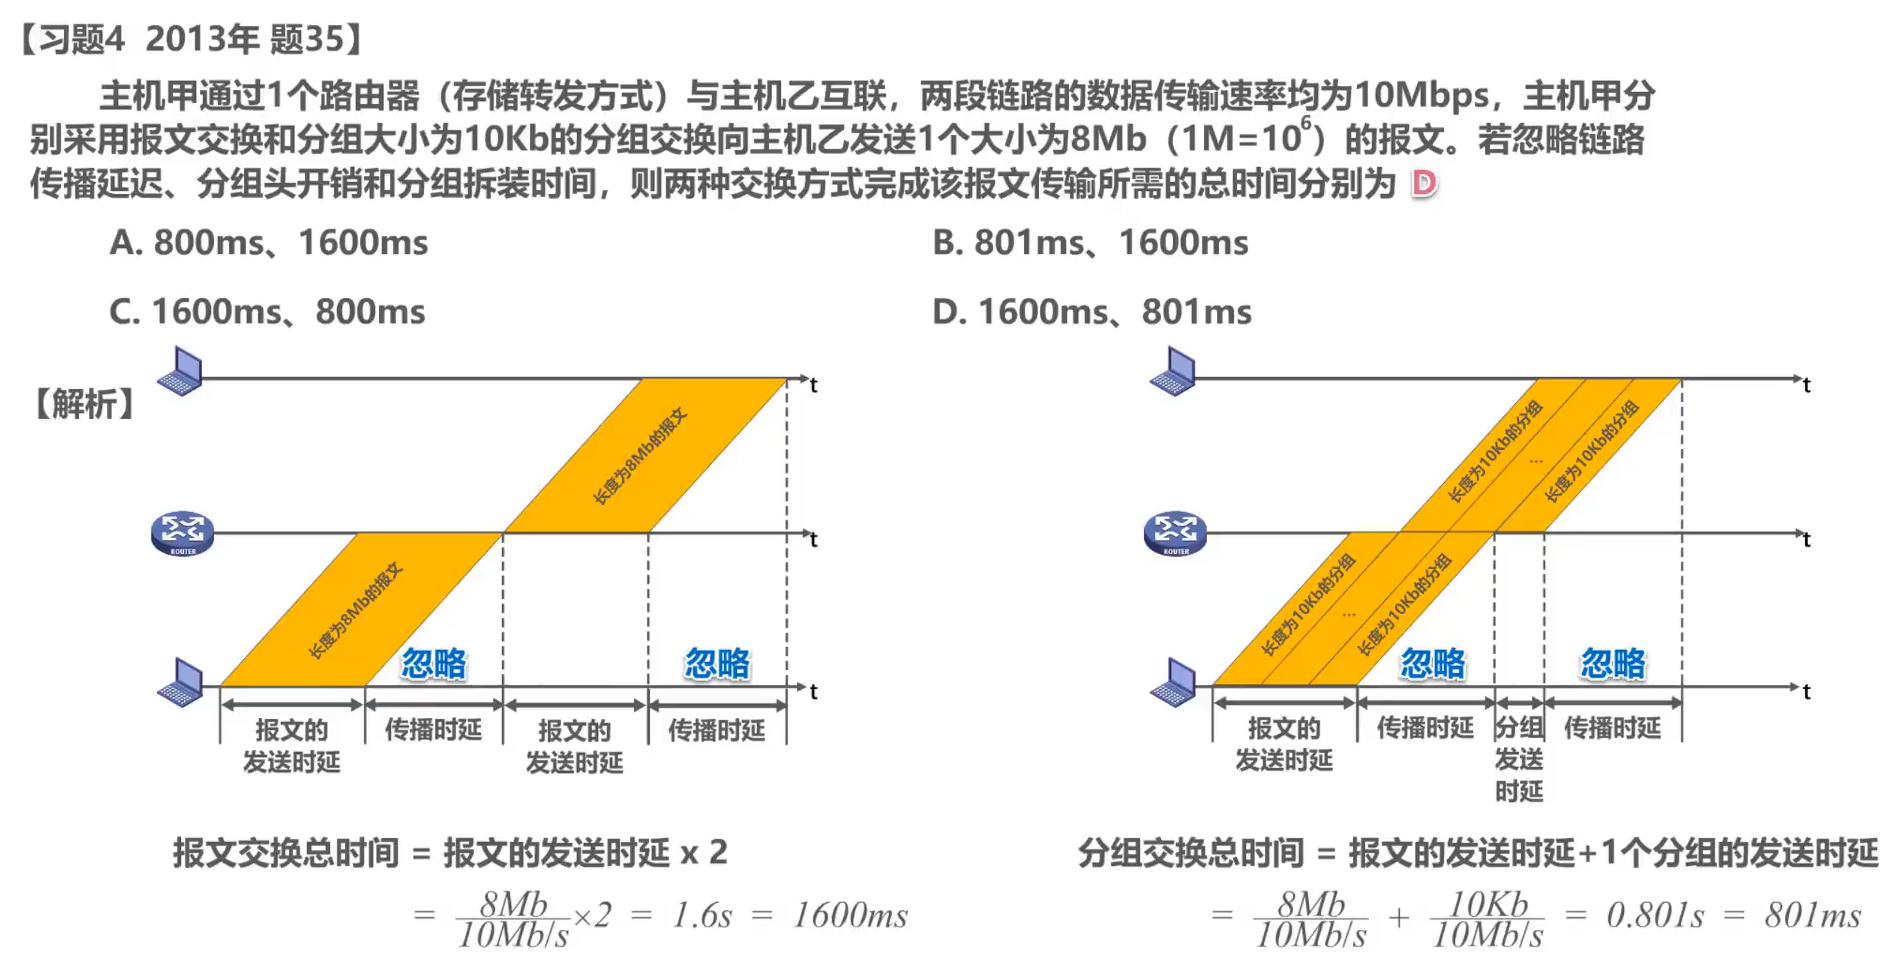 【习题4 2013年 题35】
主机甲通过1个路由器（存储转发方式）与主机乙互联，两段链路的数据传输速率均为10Mbps，主机甲分
别采用报文交换和分组大小为10Kb的分组交换向主机乙发送1个大小为8Mb（1M=10⁶）的报文。若忽略链路
传播延迟、分组头开销和分组拆装时间，则两种交换方式完成该报文传输所需的总时间分别为 D
A. 800ms、1600ms
B. 801ms、1600ms
C. 1600ms、800ms
D. 1600ms、801ms
【解析】
t
长度为8Mb的报文
ROUTER
t
长度为8Mb的报文
忽略
忽略
t
报文的
发送时延
传播时延
报文的
发送时延
传播时延
报文交换总时间 = 报文的发送时延 x 2
= 8Mb/10Mb/s ×2 = 1.6s = 1600ms
t
长度为10Kb的分组
...
长度为10Kb的分组
ROUTER
t
长度为10Kb的分组
...
长度为10Kb的分组
忽略
忽略
t
报文的
发送时延
传播时延
分组
发送
时延
传播时延
分组交换总时间 = 报文的发送时延+1个分组的发送时延
= 8Mb/10Mb/s + 10Kb/10Mb/s = 0.801s = 801ms